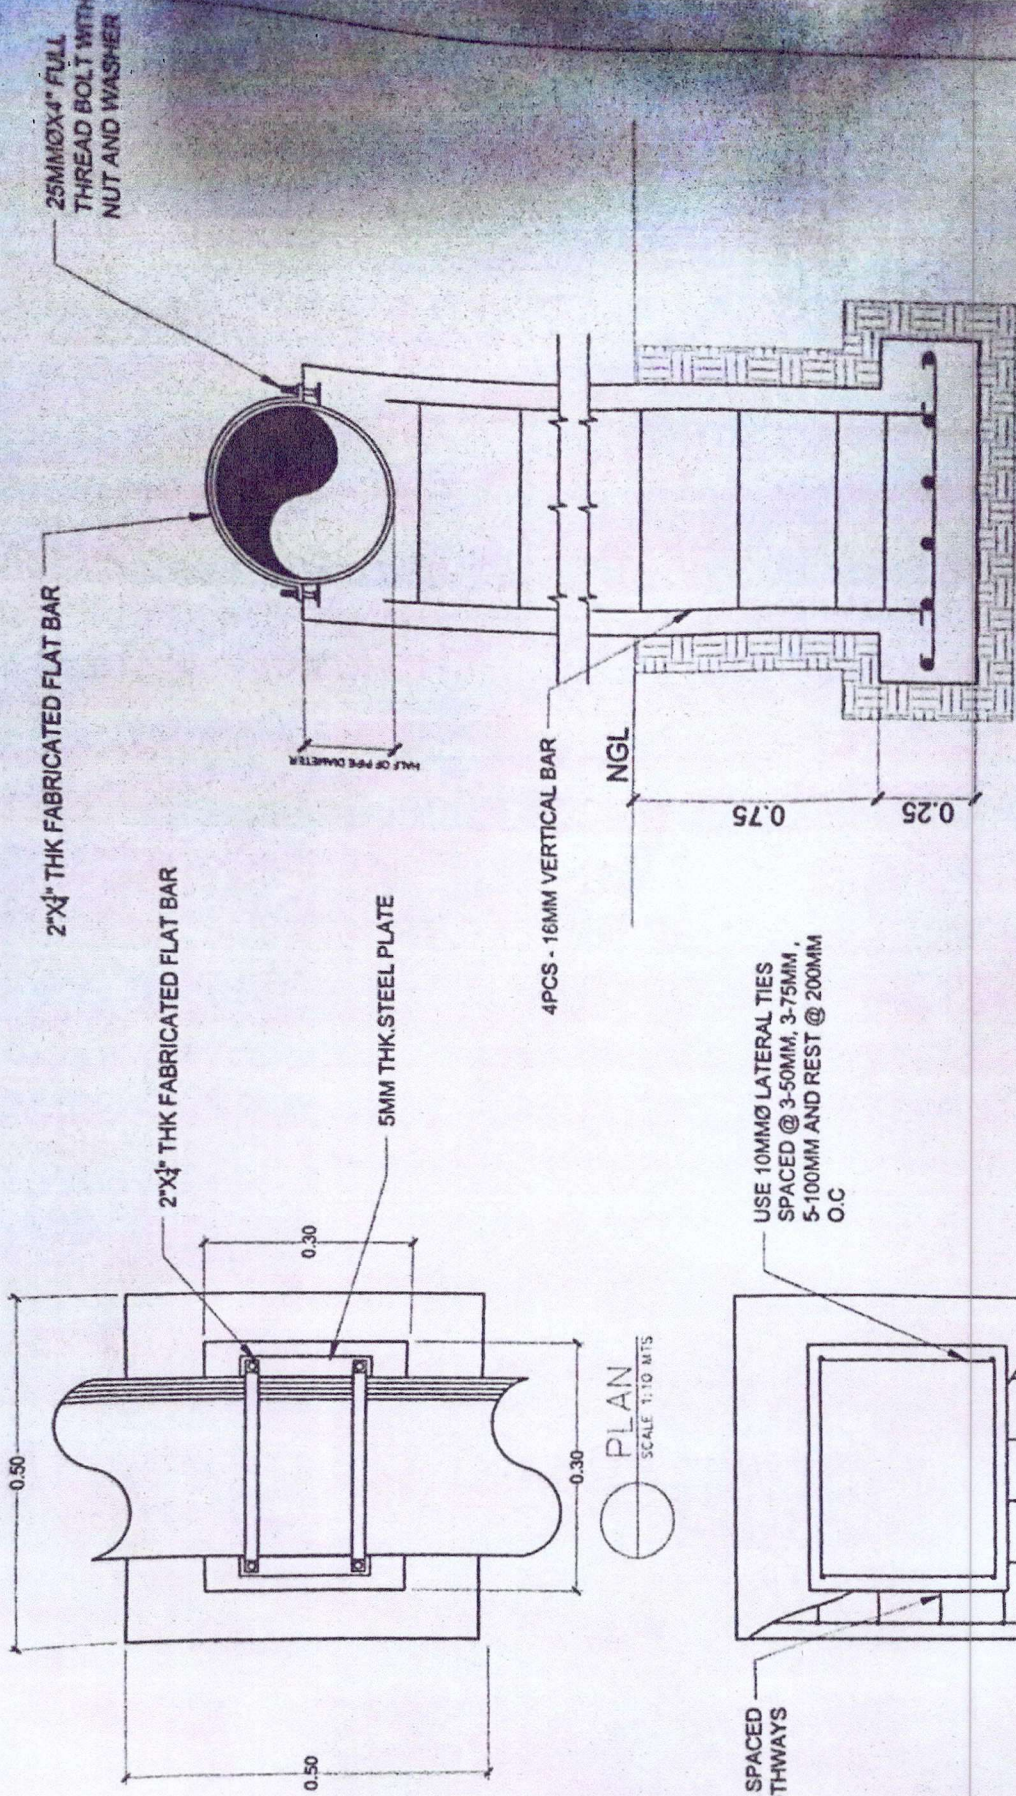 25MMØX4" FULL
THREAD BOLT WITH
NUT AND WASHER
2"X¼" THK FABRICATED FLAT BAR
HALF OF PIPE DIAMETER
4PCS - 16MM VERTICAL BAR
NGL
0.75
0.25
2"X¼" THK FABRICATED FLAT BAR
5MM THK.STEEL PLATE
0.50
0.30
0.30
0.50
PLAN
SCALE 1:10 MTS
USE 10MMØ LATERAL TIES
SPACED @ 3-50MM, 3-75MM ,
5-100MM AND REST @ 200MM
O.C
SPACED
THWAYS